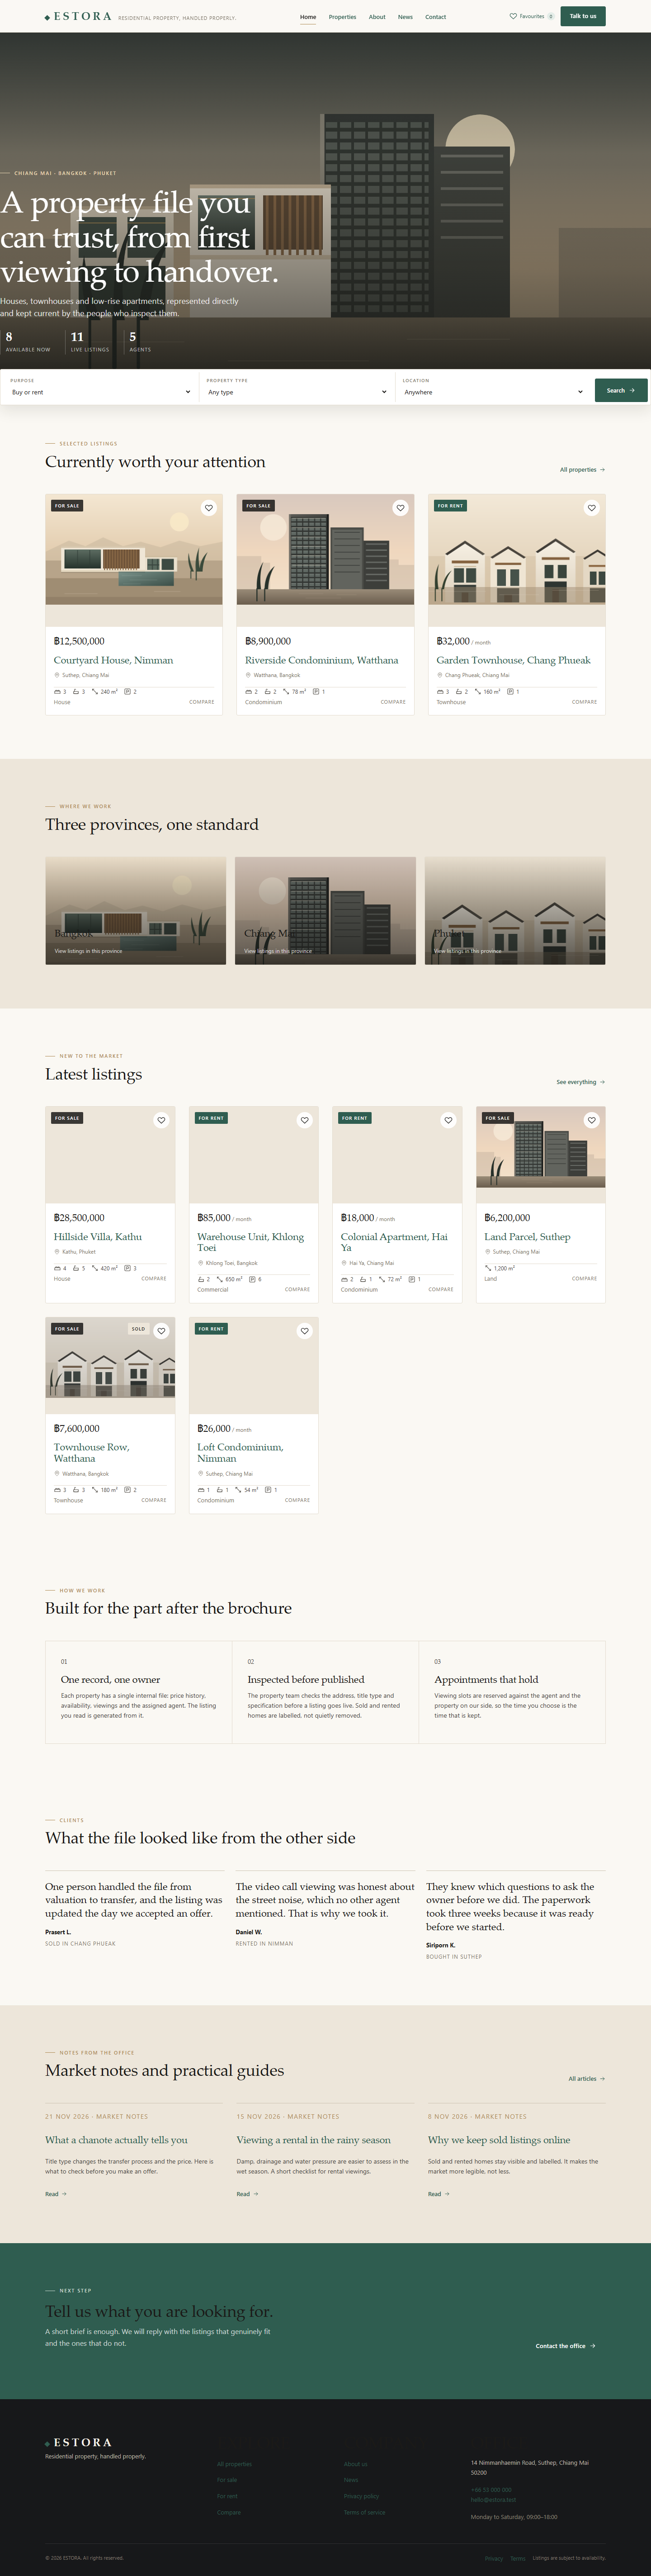 ESTORA RESIDENTIAL PROPERTY, HANDLED PROPERLY.
Home Properties About News Contact
Favourites 0 Talk to us
CHIANG MAI · BANGKOK · PHUKET
A property file you
can trust, from first
viewing to handover.
Houses, townhouses and low-rise apartments, represented directly
and kept current by the people who inspect them.
8 11 5
AVAILABLE NOW LIVE LISTINGS AGENTS
PURPOSE PROPERTY TYPE LOCATION
Buy or rent Any type Anywhere Search →
SELECTED LISTINGS
Currently worth your attention
All properties →
FOR SALE
฿12,500,000
Courtyard House, Nimman
Suthep, Chiang Mai
3 3 240 m² 2
House COMPARE
FOR SALE
฿8,900,000
Riverside Condominium, Watthana
Watthana, Bangkok
2 2 78 m² 1
Condominium COMPARE
FOR RENT
฿32,000 / month
Garden Townhouse, Chang Phueak
Chang Phueak, Chiang Mai
3 2 160 m² 1
Townhouse COMPARE
WHERE WE WORK
Three provinces, one standard
Bangkok
View listings in this province
Chiang Mai
View listings in this province
Phuket
View listings in this province
NEW TO THE MARKET
Latest listings
See everything →
FOR SALE
฿28,500,000
Hillside Villa, Kathu
Kathu, Phuket
4 5 420 m² 3
House COMPARE
FOR RENT
฿85,000 / month
Warehouse Unit, Khlong
Toei
Khlong Toei, Bangkok
2 650 m² 6
Commercial COMPARE
FOR RENT
฿18,000 / month
Colonial Apartment, Hai
Ya
Hai Ya, Chiang Mai
2 1 72 m² 1
Condominium COMPARE
FOR SALE
฿6,200,000
Land Parcel, Suthep
Suthep, Chiang Mai
1,200 m²
Land COMPARE
FOR SALE SOLD
฿7,600,000
Townhouse Row,
Watthana
Watthana, Bangkok
3 3 180 m² 2
Townhouse COMPARE
FOR RENT
฿26,000 / month
Loft Condominium,
Nimman
Suthep, Chiang Mai
1 1 54 m² 1
Condominium COMPARE
HOW WE WORK
Built for the part after the brochure
01
One record, one owner
Each property has a single internal file: price history,
availability, viewings and the assigned agent. The listing
you read is generated from it.
02
Inspected before published
The property team checks the address, title type and
specification before a listing goes live. Sold and rented
homes are labelled, not quietly removed.
03
Appointments that hold
Viewing slots are reserved against the agent and the
property on our side, so the time you choose is the
time that is kept.
CLIENTS
What the file looked like from the other side
One person handled the file from
valuation to transfer, and the listing was
updated the day we accepted an offer.
Prasert L.
SOLD IN CHANG PHUEAK
The video call viewing was honest about
the street noise, which no other agent
mentioned. That is why we took it.
Daniel W.
RENTED IN NIMMAN
They knew which questions to ask the
owner before we did. The paperwork
took three weeks because it was ready
before we started.
Siriporn K.
BOUGHT IN SUTHEP
NOTES FROM THE OFFICE
Market notes and practical guides
All articles →
21 NOV 2026 · MARKET NOTES
What a chanote actually tells you
Title type changes the transfer process and the price. Here is
what to check before you make an offer.
Read →
15 NOV 2026 · MARKET NOTES
Viewing a rental in the rainy season
Damp, drainage and water pressure are easier to assess in the
wet season. A short checklist for rental viewings.
Read →
8 NOV 2026 · MARKET NOTES
Why we keep sold listings online
Sold and rented homes stay visible and labelled. It makes the
market more legible, not less.
Read →
NEXT STEP
Tell us what you are looking for.
A short brief is enough. We will reply with the listings that genuinely fit
and the ones that do not.
Contact the office →
ESTORA
Residential property, handled properly.
All properties
For sale
For rent
Compare
About us
News
Privacy policy
Terms of service
14 Nimmanhaemin Road, Suthep, Chiang Mai
50200
+66 53 000 000
hello@estora.test
Monday to Saturday, 09:00–18:00
© 2026 ESTORA. All rights reserved.
Privacy Terms Listings are subject to availability.